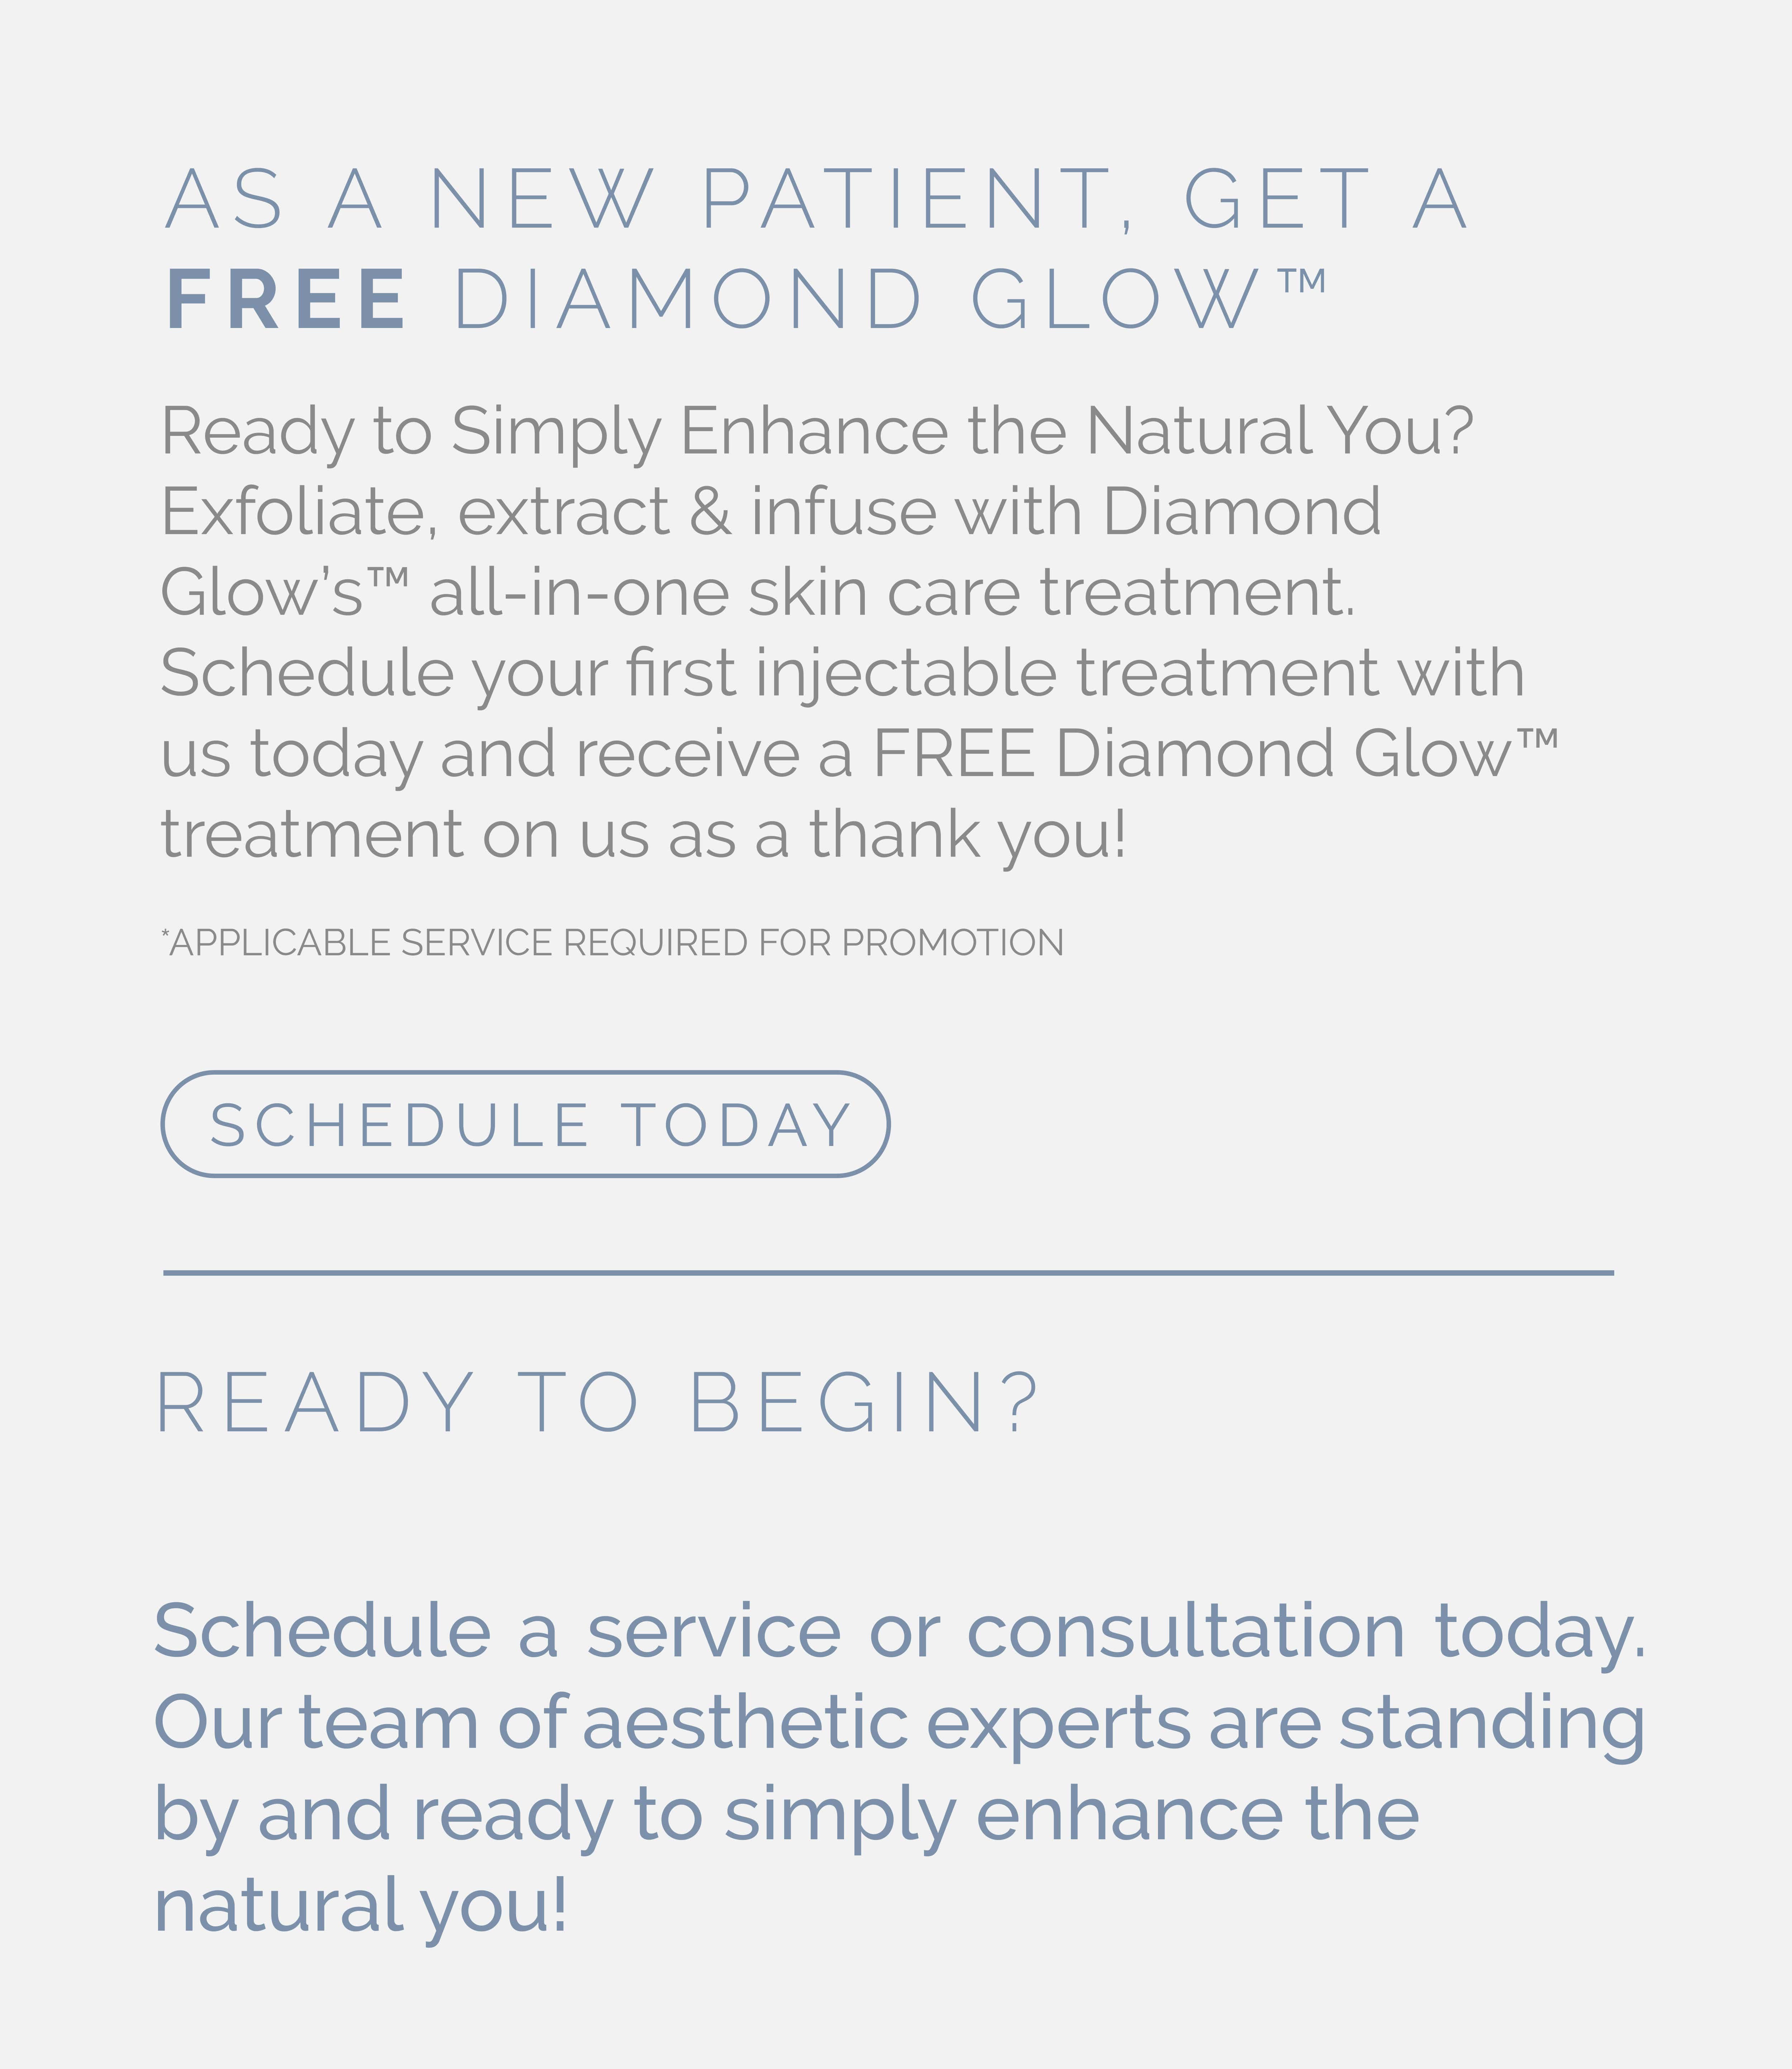 AS A NEW PATIENT, GET A
FREE DIAMOND GLOW™
Ready to Simply Enhance the Natural You?
Exfoliate, extract & infuse with Diamond
Glow’s™ all-in-one skin care treatment.
Schedule your first injectable treatment with
us today and receive a FREE Diamond Glow™
treatment on us as a thank you!
*APPLICABLE SERVICE REQUIRED FOR PROMOTION
SCHEDULE TODAY
READY TO BEGIN?
Schedule a service or consultation today.
Our team of aesthetic experts are standing
by and ready to simply enhance the
natural you!